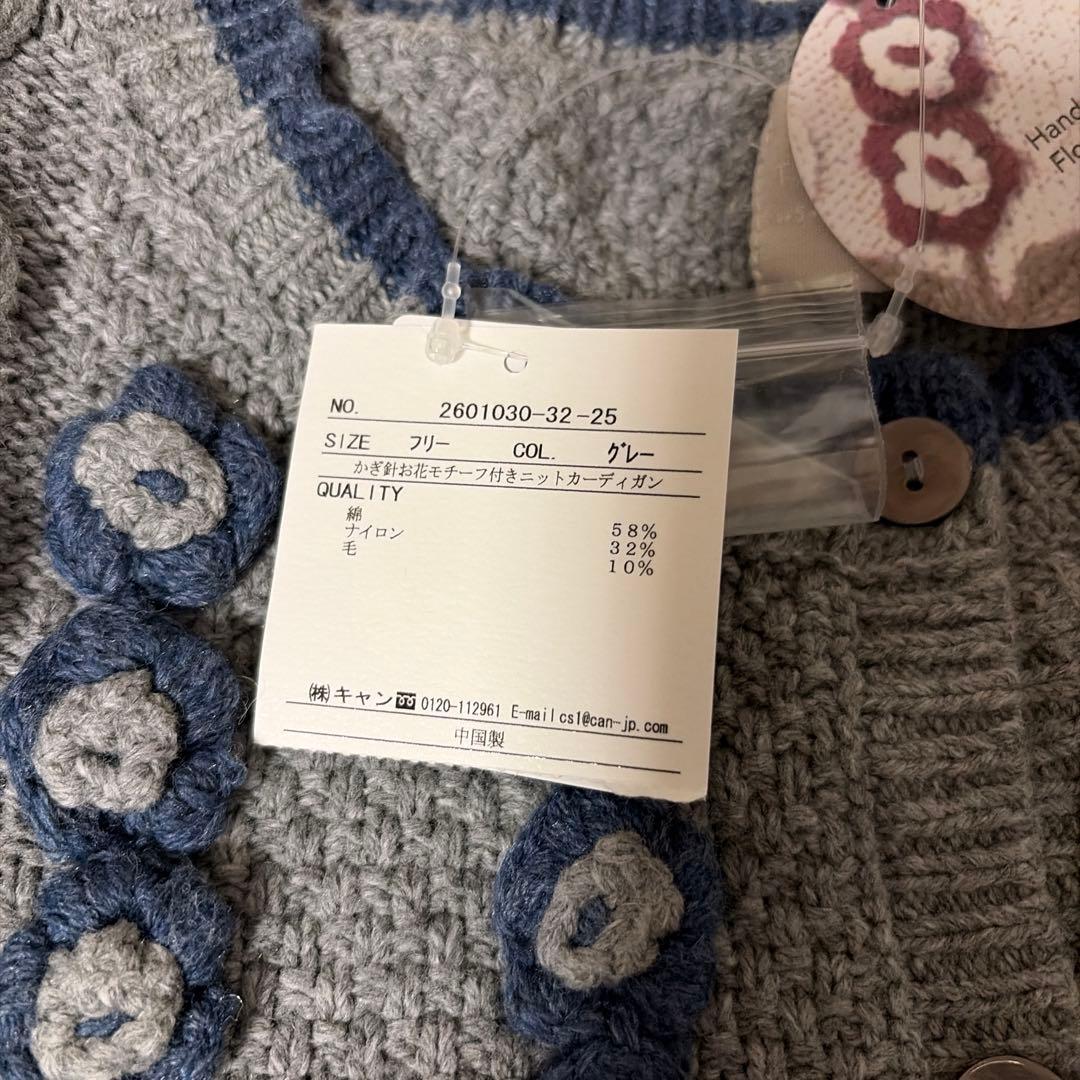 Hand
Flo
NO. 2601030-32-25
SIZE フリー COL. グレー
かぎ針お花モチーフ付きニットカーディガン
QUALITY
綿 58%
ナイロン 32%
毛 10%
㈱キャン 0120-112961 E-mail cs1@can-jp.com
中国製